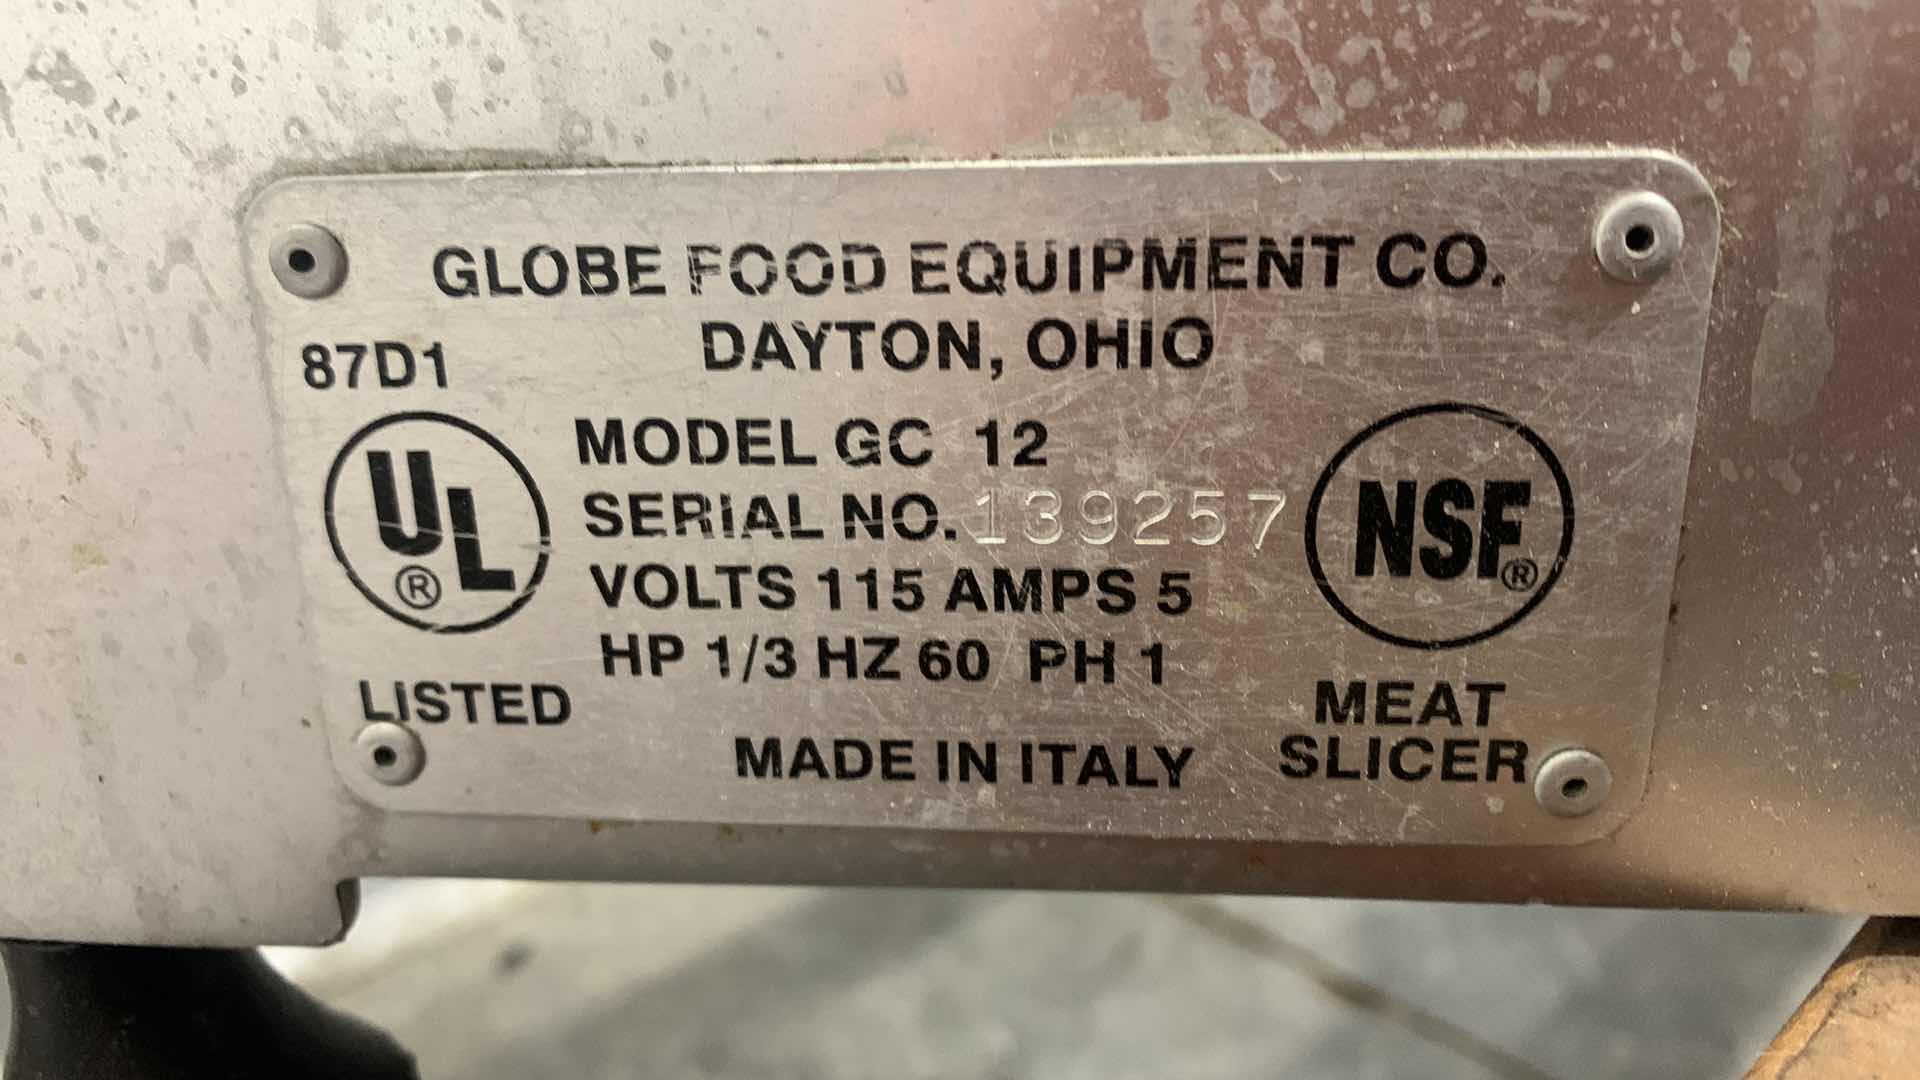 GLOBE FOOD EQUIPMENT CO.
DAYTON, OHIO
87D1
UL
®
LISTED
MODEL GC 12
SERIAL NO. 139257
VOLTS 115 AMPS 5
HP 1/3 HZ 60 PH 1
MADE IN ITALY
NSF®
MEAT
SLICER